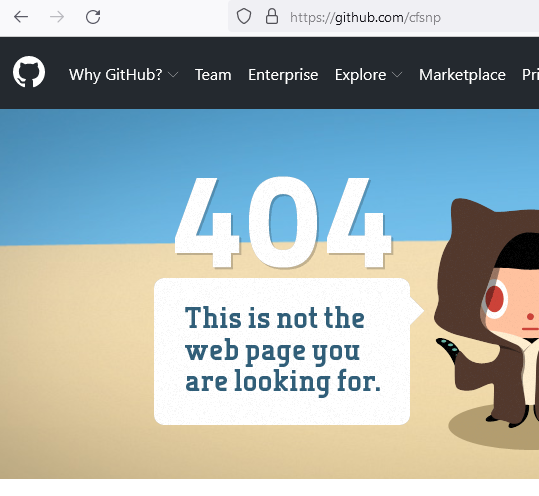 https://github.com/cfsnp
Why GitHub? Team Enterprise Explore Marketplace Pri
404
This is not the
web page you
are looking for.